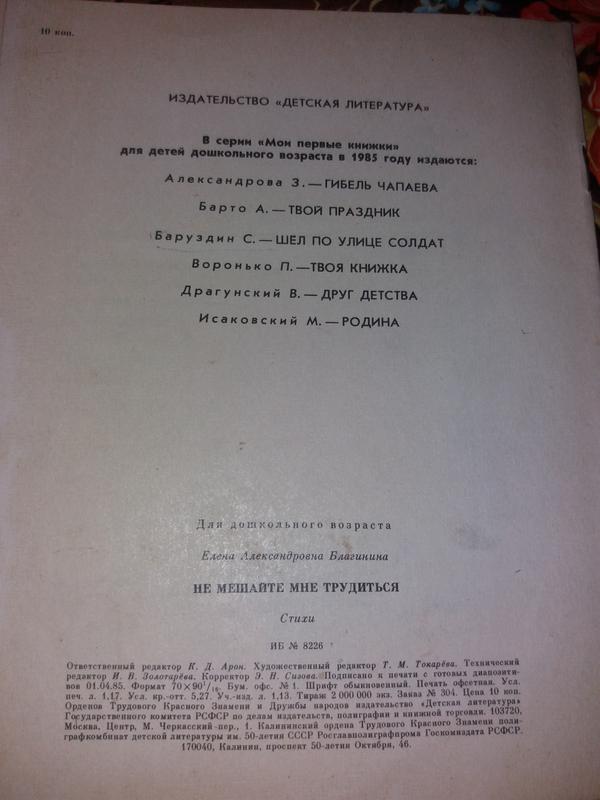 10 коп.
ИЗДАТЕЛЬСТВО «ДЕТСКАЯ ЛИТЕРАТУРА»
В серии «Мои первые книжки»
для детей дошкольного возраста в 1985 году издаются:
Александрова З. — ГИБЕЛЬ ЧАПАЕВА
Барто А. — ТВОЙ ПРАЗДНИК
Баруздин С. — ШЕЛ ПО УЛИЦЕ СОЛДАТ
Воронько П. — ТВОЯ КНИЖКА
Драгунский В. — ДРУГ ДЕТСТВА
Исаковский М. — РОДИНА
Для дошкольного возраста
Елена Александровна Благинина
НЕ МЕШАЙТЕ МНЕ ТРУДИТЬСЯ
Стихи
ИБ № 8226
Ответственный редактор К. Д. Арон. Художественный редактор Т. М. Токарёва. Технический
редактор И. В. Золотарёва. Корректор Э. Н. Сизова. Подписано к печати с готовых диапозити-
вов 01.04.85. Формат 70×90¹/₁₆. Бум. офс. № 1. Шрифт обыкновенный. Печать офсетная. Усл.
печ. л. 1,17. Усл. кр.-отт. 5,27. Уч.-изд. л. 1,13. Тираж 2 000 000 экз. Заказ № 304. Цена 10 коп.
Орденов Трудового Красного Знамени и Дружбы народов издательство «Детская литература»
Государственного комитета РСФСР по делам издательств, полиграфии и книжной торговли. 103720,
Москва, Центр, М. Черкасский пер., 1. Калининский ордена Трудового Красного Знамени поли-
графкомбинат детской литературы им. 50-летия СССР Росглавполиграфпрома Госкомиздата РСФСР.
170040, Калинин, проспект 50-летия Октября, 46.